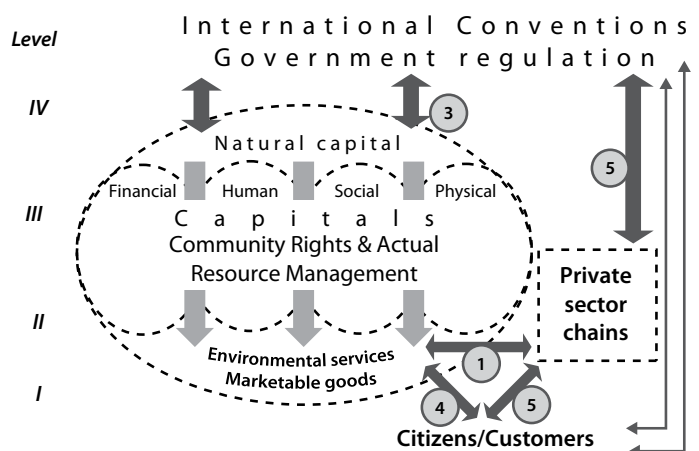 International Conventions
Level
Government regulation
IV
3
Natural capital
5
Financial Human Social Physical
III
Capitals
Community Rights & Actual
Resource Management
Private
sector
chains
II
Environmental services
Marketable goods
1
I
4
5
Citizens/Customers